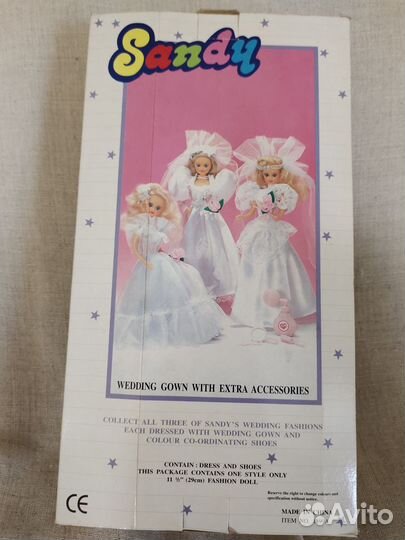 Sandy
WEDDING GOWN WITH EXTRA ACCESSORIES
COLLECT ALL THREE OF SANDY'S WEDDING FASHIONS
EACH DRESSED WITH WEDDING GOWN AND
COLOUR CO-ORDINATING SHOES
CONTAIN: DRESS AND SHOES
THIS PACKAGE CONTAINS ONE STYLE ONLY
11 ½" (29cm) FASHION DOLL
Reserve the right to change colours and
specification without notice.
CE
MADE IN CHINA
ITEM NO.
Avito